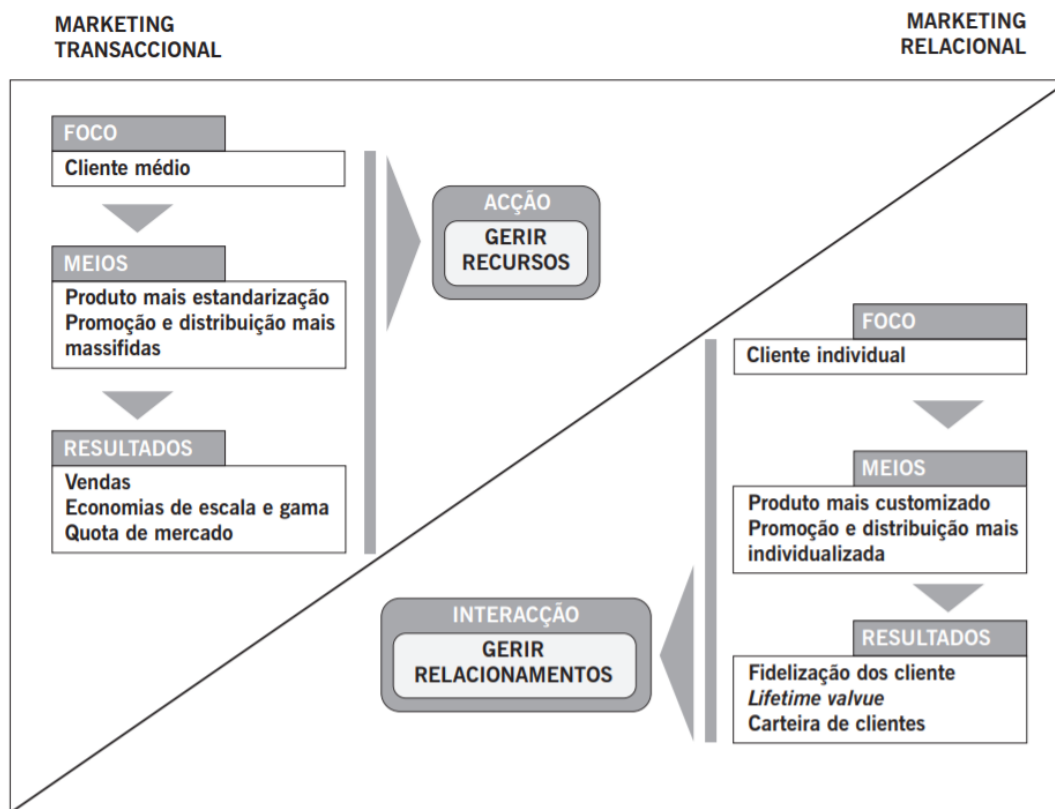 MARKETING
TRANSACCIONAL
MARKETING
RELACIONAL
FOCO
Cliente médio
MEIOS
Produto mais estandarização
Promoção e distribuição mais
massifidas
RESULTADOS
Vendas
Economias de escala e gama
Quota de mercado
ACÇÃO
GERIR
RECURSOS
FOCO
Cliente individual
MEIOS
Produto mais customizado
Promoção e distribuição mais
individualizada
RESULTADOS
Fidelização dos cliente
Lifetime valvue
Carteira de clientes
INTERACÇÃO
GERIR
RELACIONAMENTOS